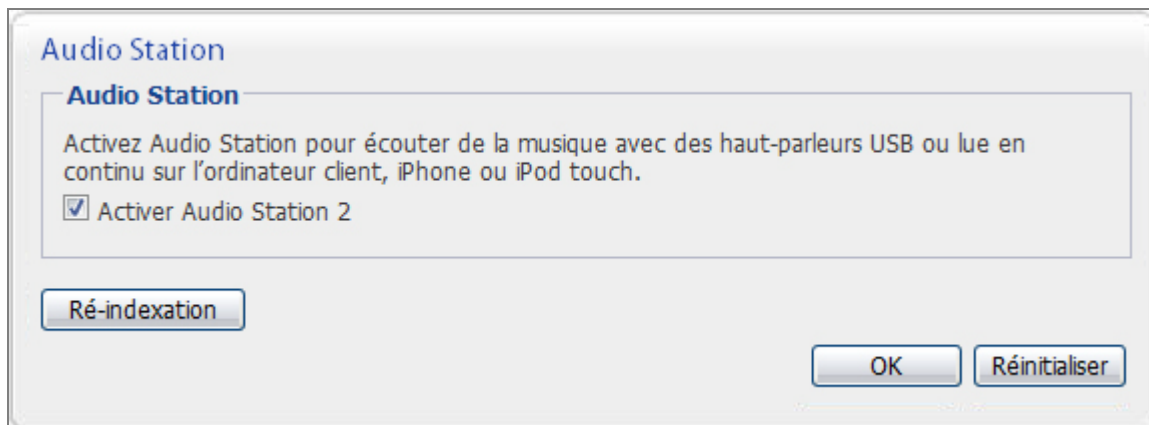 Audio Station
Audio Station
Activez Audio Station pour écouter de la musique avec des haut-parleurs USB ou lue en
continu sur l'ordinateur client, iPhone ou iPod touch.
Activer Audio Station 2
Ré-indexation
OK
Réinitialiser